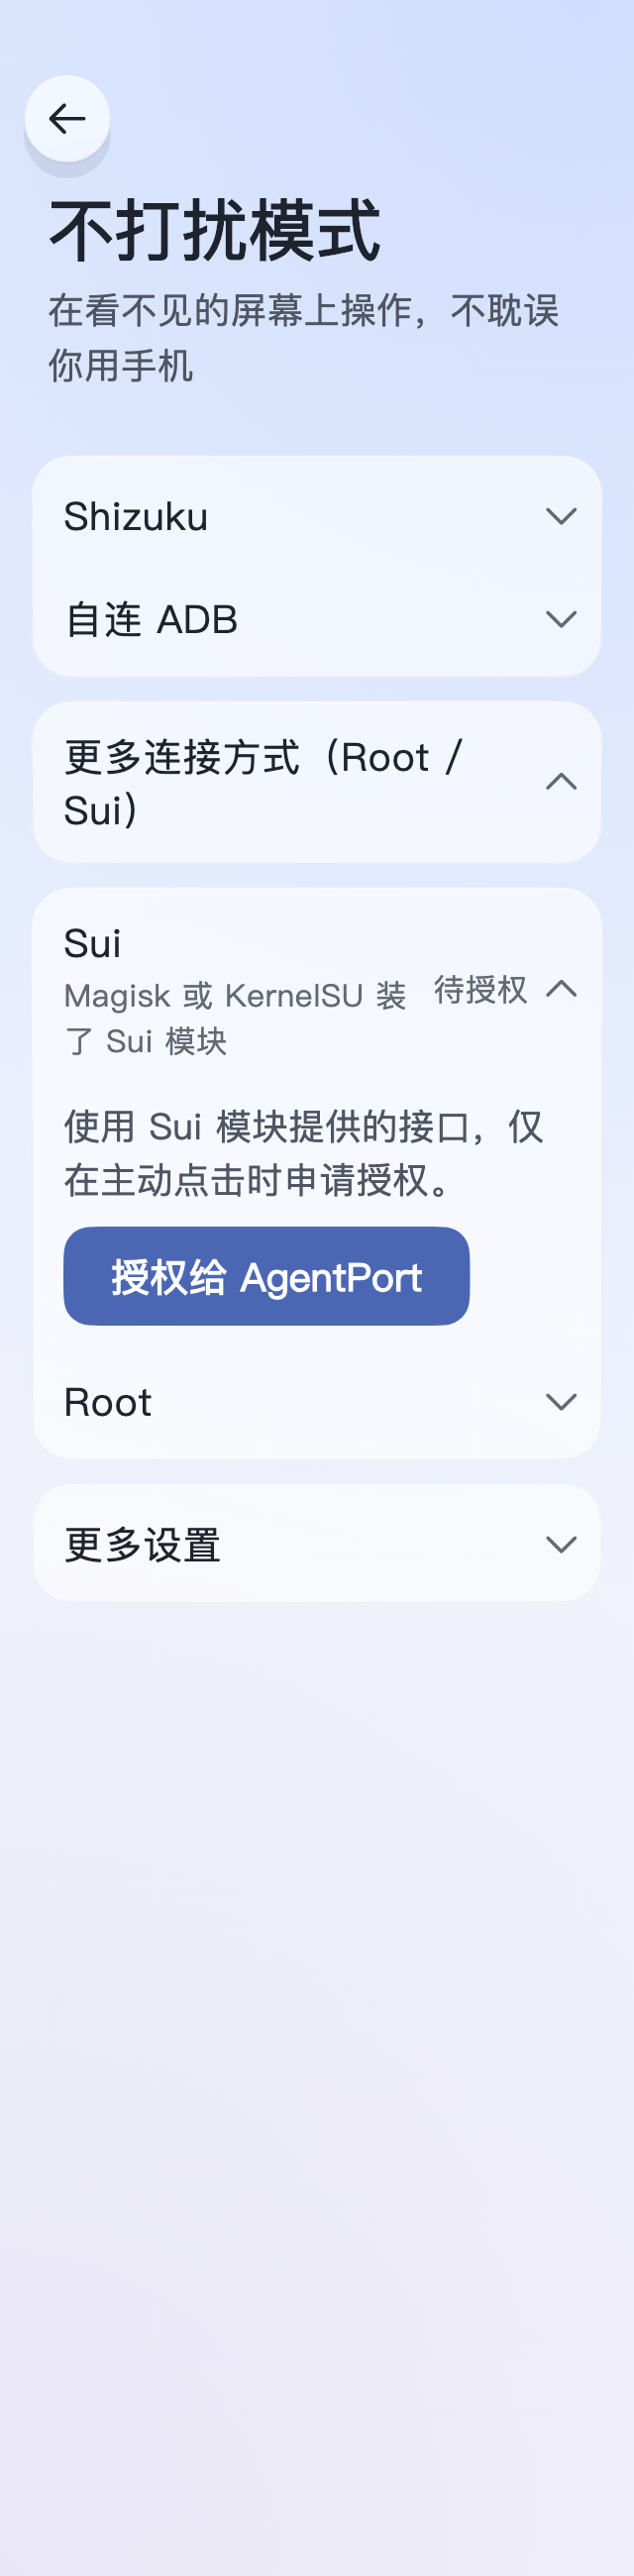 不打扰模式
在看不见的屏幕上操作，不耽误
你用手机
Shizuku
自连 ADB
更多连接方式（Root /
Sui）
Sui
Magisk 或 KernelSU 装
了 Sui 模块
待授权
使用 Sui 模块提供的接口，仅
在主动点击时申请授权。
授权给 AgentPort
Root
更多设置